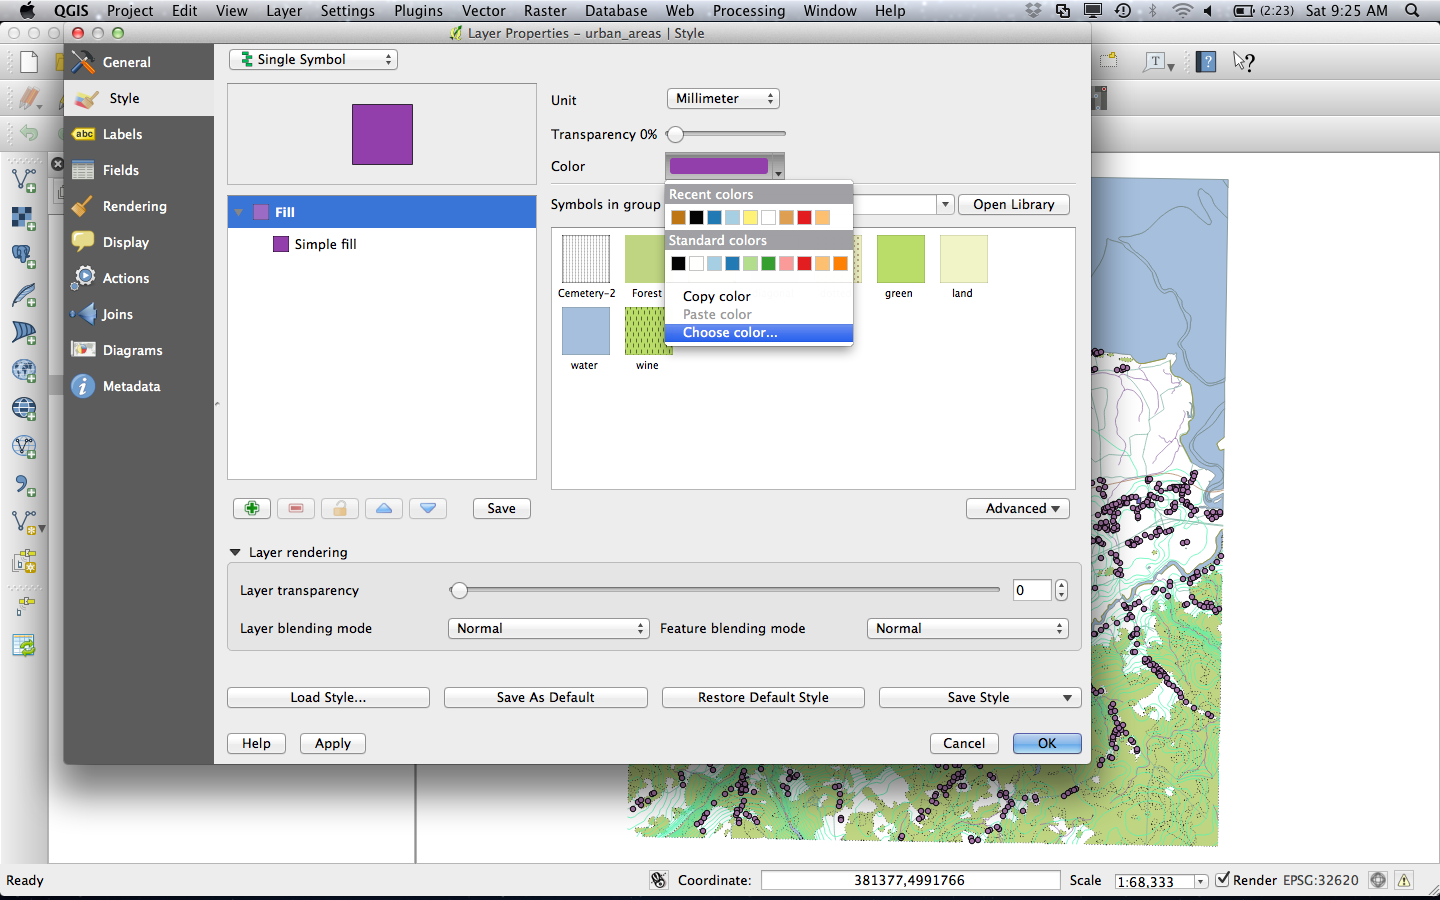 QGIS Project Edit View Layer Settings Plugins Vector Raster Database Web Processing Window Help (2:23) Sat 9:25 AM
Layer Properties - urban_areas | Style
General
Style
Labels
Fields
Rendering
Display
Actions
Joins
Diagrams
Metadata
abc
Single Symbol
Unit Millimeter
Transparency 0%
Color
Recent colors
Standard colors
Copy color
Paste color
Choose color...
Fill
Simple fill
Symbols in group Open Library
Cemetery-2 Forest green land
water wine
Save Advanced
Layer rendering
Layer transparency 0
Layer blending mode Normal Feature blending mode Normal
Load Style... Save As Default Restore Default Style Save Style
Help Apply Cancel OK
T ? ?
Ready Coordinate: 381377,4991766 Scale 1:68,333 Render EPSG:32620